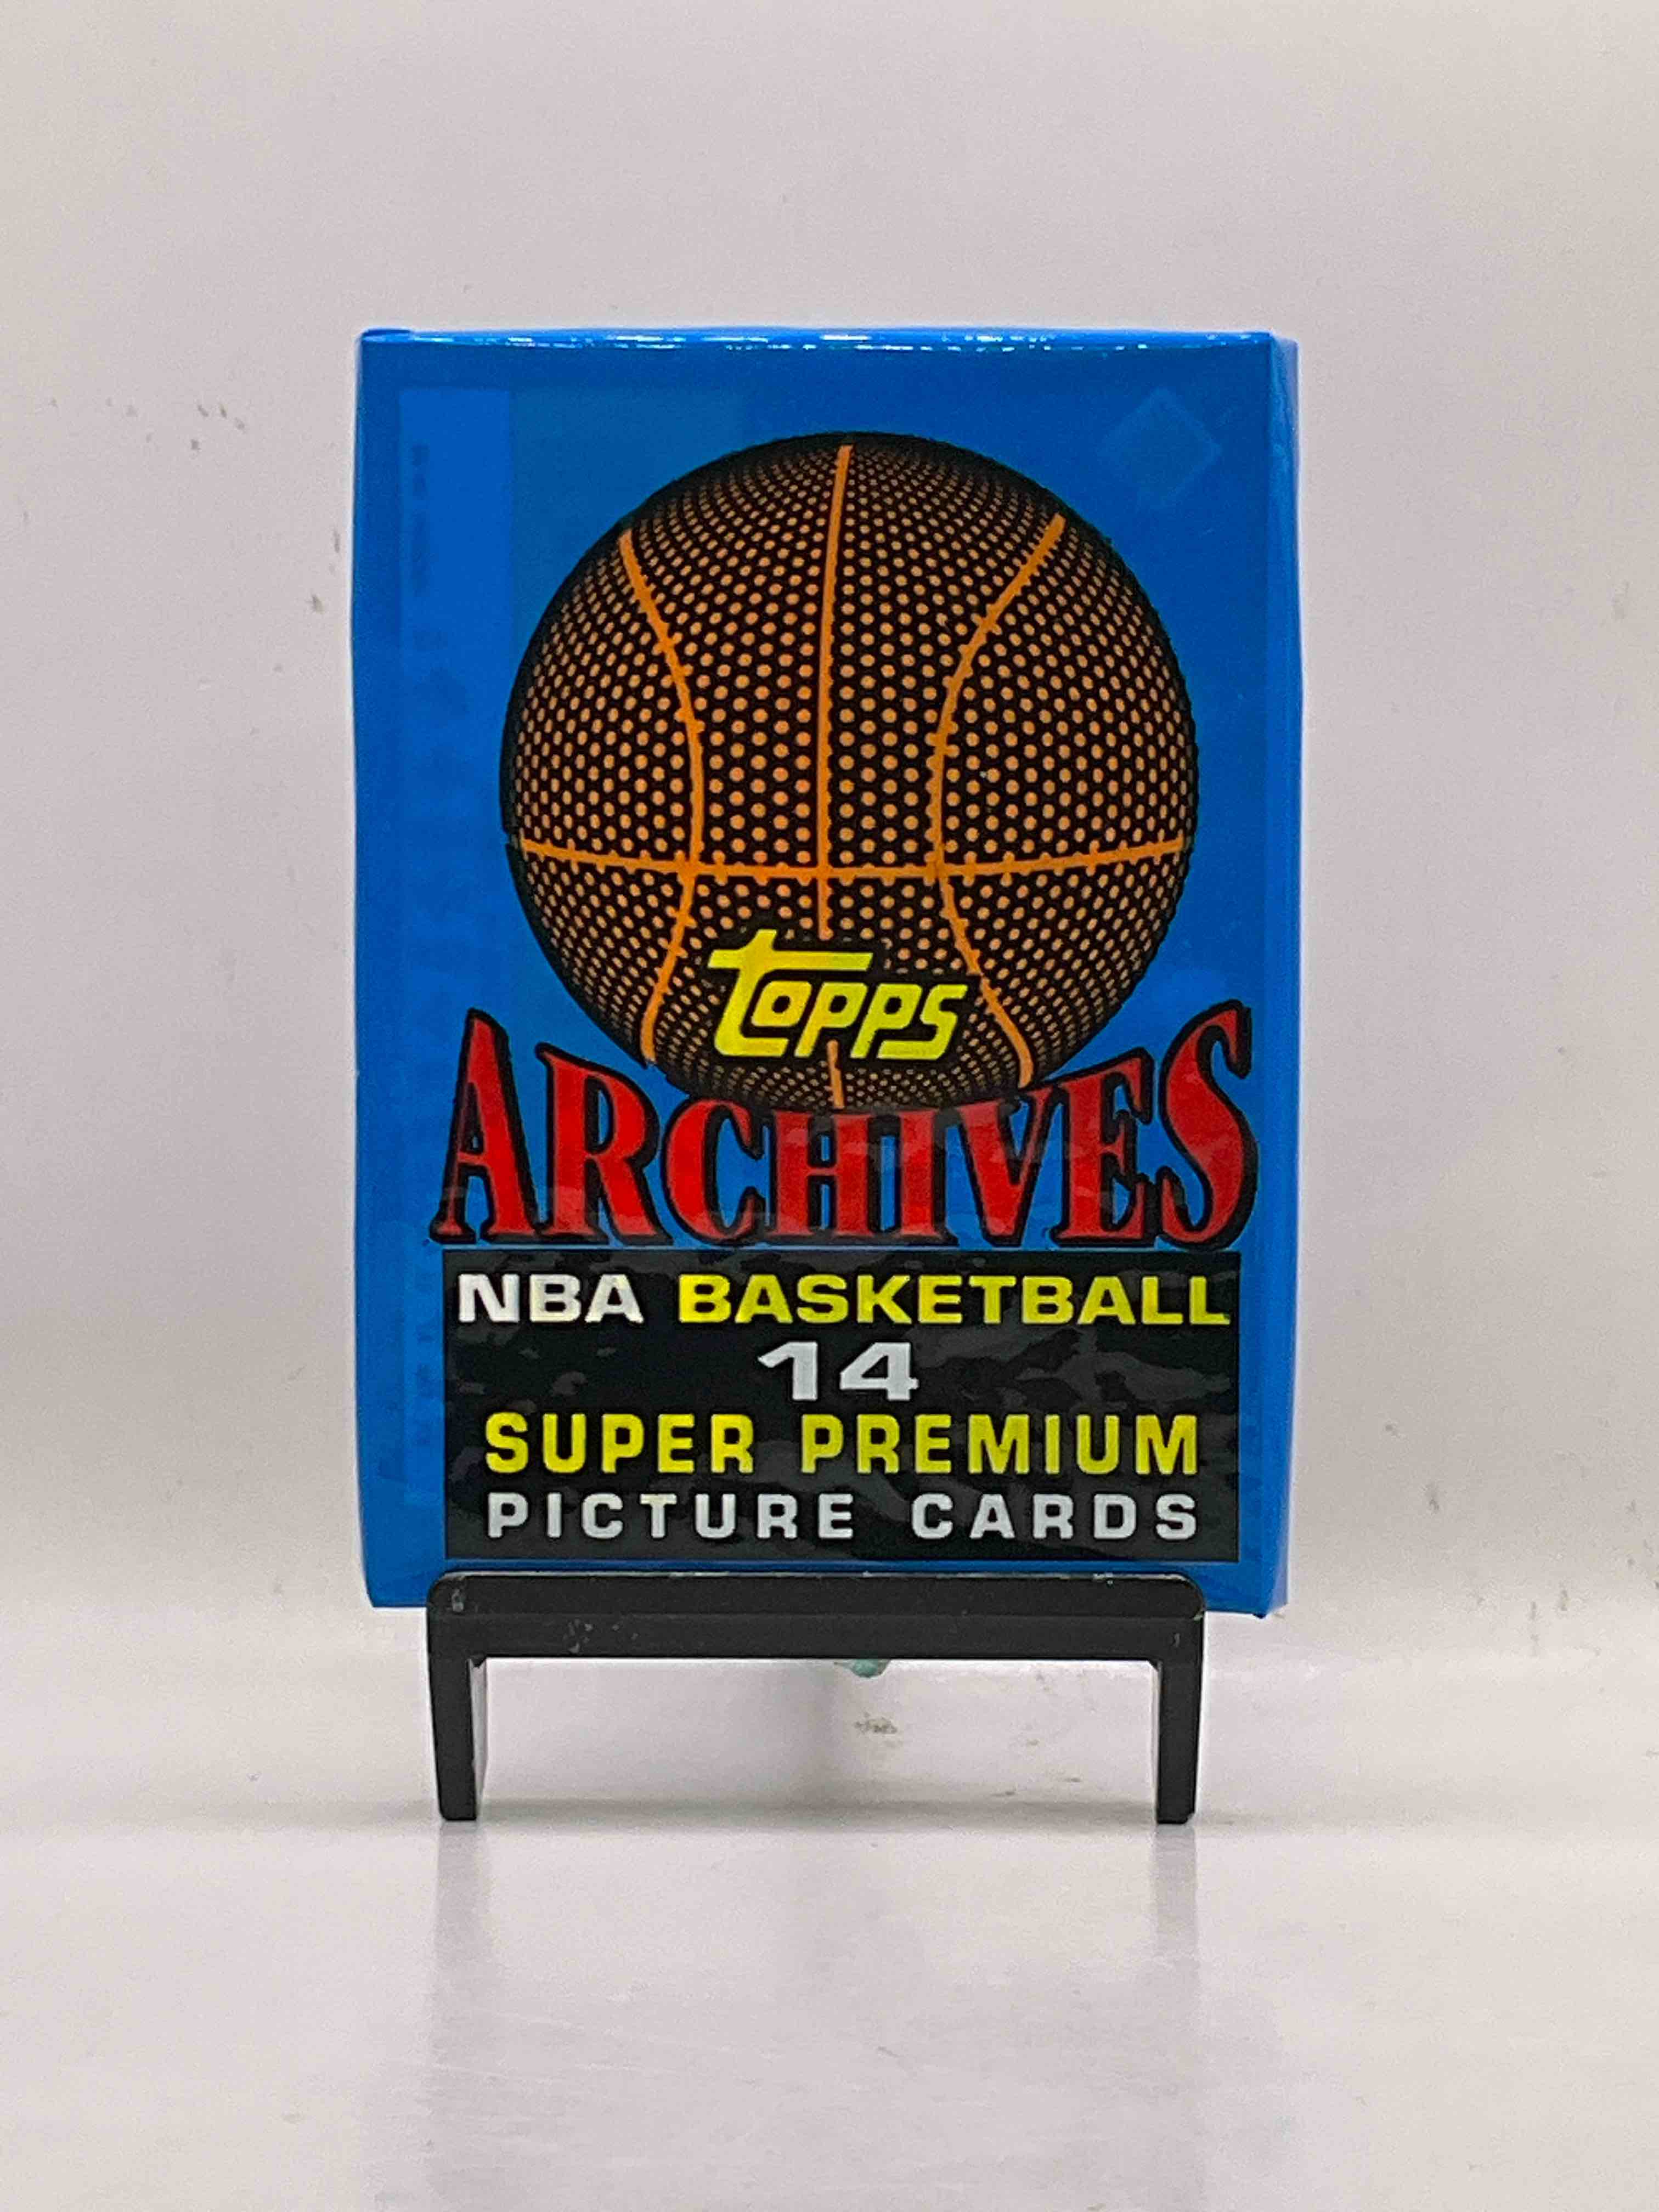 topps
ARCHIVES
NBA BASKETBALL
14
SUPER PREMIUM
PICTURE CARDS